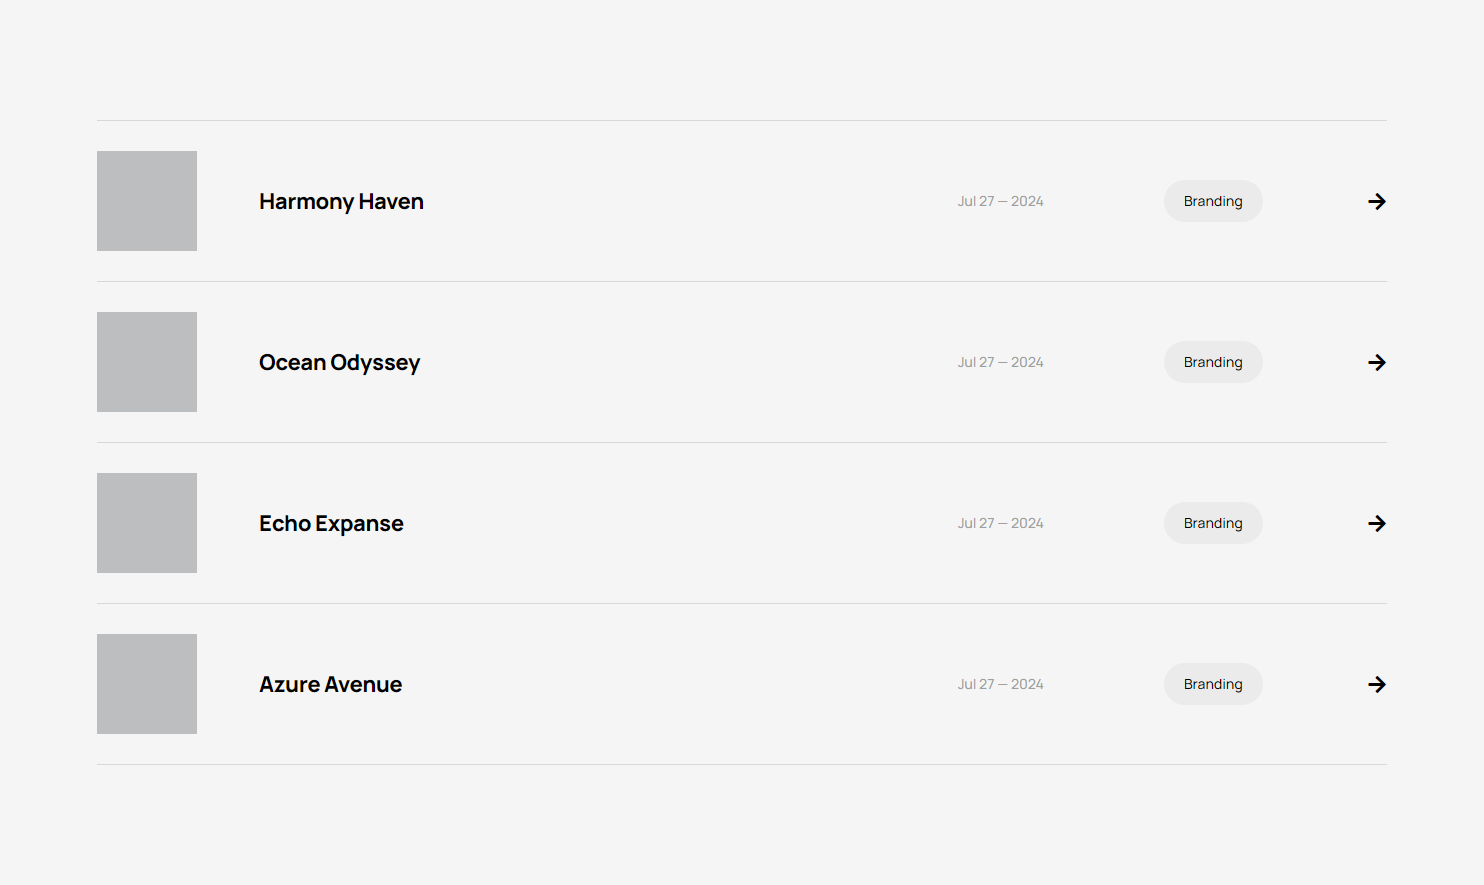 Harmony Haven Jul 27 — 2024 Branding
Ocean Odyssey Jul 27 — 2024 Branding
Echo Expanse Jul 27 — 2024 Branding
Azure Avenue Jul 27 — 2024 Branding